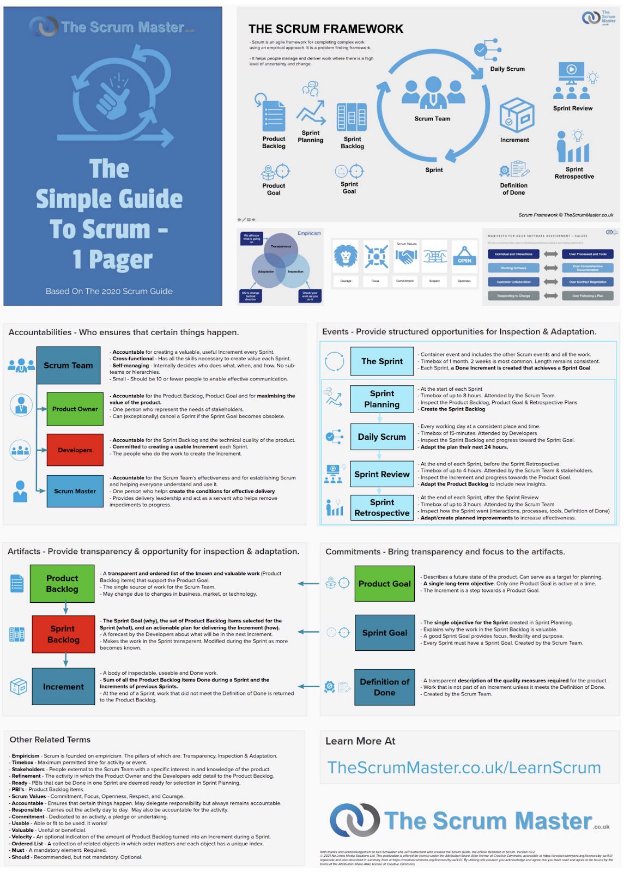 The Scrum Master.co.uk
The
Simple Guide
To Scrum -
1 Pager
Based On The 2020 Scrum Guide
THE SCRUM FRAMEWORK
- Scrum is an agile framework for completing complex work
using an empirical approach. It is a problem finding framework.
- It helps people manage and deliver work where there is a high
level of uncertainty and change.
The
Scrum
Master
Daily Scrum
Scrum Team
Sprint Review
Product
Backlog
Sprint
Planning
Sprint
Backlog
Increment
Product
Goal
Sprint
Goal
Sprint
Definition
of Done
Sprint
Retrospective
Scrum Framework © TheScrumMaster.co.uk
Empiricism
Transparency
Adaptation
Inspection
Scrum Values
Courage
Focus
Commitment
Respect
Openness
OPEN
MANIFESTO FOR AGILE SOFTWARE DEVELOPMENT - VALUES
Individual and Interactions
Over Processes and Tools
Working Software
Over Comprehensive
Documentation
Customer Collaboration
Over Contract Negotiation
Responding to Change
Over Following a Plan
Accountabilities - Who ensures that certain things happen.
Scrum Team
- Accountable for creating a valuable, useful Increment every Sprint.
- Cross-functional - Has all the skills necessary to create value each Sprint.
- Self-managing - Internally decides who does what, when, and how. No sub-
teams or hierarchies.
- Small - Should be 10 or fewer people to enable effective communication.
Product Owner
- Accountable for the Product Backlog, Product Goal and for maximising the
value of the product.
- One person who represent the needs of stakeholders.
- Can (exceptionally) cancel a Sprint if the Sprint Goal becomes obsolete.
Developers
- Accountable for the Sprint Backlog and the technical quality of the product.
- Committed to creating a usable Increment each Sprint.
- The people who do the work to create the Increment.
Scrum Master
- Accountable for the Scrum Team's effectiveness and for establishing Scrum
and helping everyone understand and use it.
- One person who helps create the conditions for effective delivery
- Provides delivery leadership and act as a servant who helps remove
impediments to progress.
Events - Provide structured opportunities for Inspection & Adaptation.
The Sprint
- Container event and includes the other Scrum events and all the work.
- Timebox of 1 month. 2 weeks is most common. Length remains consistent.
- Each Sprint, a Done Increment is created that achieves a Sprint Goal
Sprint
Planning
- At the start of each Sprint
- Timebox of up to 8 hours. Attended by the Scrum Team.
- Inspect the Product Backlog, Product Goal & Retrospective Plans
- Create the Sprint Backlog
Daily Scrum
- Every working day at a consistent place and time.
- Timebox of 15-minutes. Attended by Developers
- Inspect the Sprint Backlog and progress toward the Sprint Goal.
- Adapt the plan their next 24 hours.
Sprint Review
- At the end of each Sprint, before the Sprint Retrospective.
- Timebox of up to 4 hours. Attended by the Scrum Team & stakeholders.
- Inspect the Increment and progress towards the Product Goal.
- Adapt the Product Backlog to include new insights.
Sprint
Retrospective
- At the end of each Sprint, after the Sprint Review
- Timebox of up to 3 hours. Attended by the Scrum Team
- Inspect how the Sprint went (interactions, processes, tools, Definition of Done)
- Adapt/create planned improvements to increase effectiveness.
Artifacts - Provide transparency & opportunity for inspection & adaptation.
Product
Backlog
- A transparent and ordered list of the known and valuable work (Product
Backlog items) that support the Product Goal.
- The single source of work for the Scrum Team.
- May change due to changes in business, market, or technology.
Sprint
Backlog
- The Sprint Goal (why), the set of Product Backlog items selected for the
Sprint (what), and an actionable plan for delivering the Increment (how).
- A forecast by the Developers about what will be in the next Increment.
- Makes the work in the Sprint transparent. Modified during the Sprint as more
becomes known.
Increment
- A body of inspectable, useable and Done work.
- Sum of all the Product Backlog Items Done during a Sprint and the
Increments of previous Sprints.
- At the end of a Sprint, work that did not meet the Definition of Done is returned
to the Product Backlog.
Commitments - Bring transparency and focus to the artifacts.
Product Goal
- Describes a future state of the product. Can serve as a target for planning.
- A single long-term objective. Only one Product Goal is active at a time.
- The Increment is a step towards a Product Goal.
Sprint Goal
- The single objective for the Sprint created in Sprint Planning.
- Explains why the work in the Sprint Backlog is valuable.
- A good Sprint Goal provides focus, flexibility and purpose.
- Every Sprint must have a Sprint Goal. Created by the Scrum Team.
Definition of
Done
- A transparent description of the quality measures required for the product
- Work that is not part of an Increment unless it meets the Definition of Done.
- Created by the Scrum Team.
Other Related Terms
- Empiricism - Scrum is founded on empiricism. The pillars of which are: Transparency, Inspection & Adaptation.
- Timebox - Maximum permitted time for activity or event.
- Stakeholders - People external to the Scrum Team with a specific interest in and knowledge of the product
- Refinement - The activity in which the Product Owner and the Developers add detail to the Product Backlog.
- Ready - PBIs that can be Done in one Sprint are deemed ready for selection in Sprint Planning.
- PBI's - Product Backlog Items.
- Scrum Values - Commitment, Focus, Openness, Respect, and Courage.
- Accountable - Ensures that certain things happen. May delegate responsibility but always remains accountable.
- Responsible - Carries out the activity day to day. May also be accountable for the activity.
- Commitment - Dedicated to an activity, a pledge or undertaking.
- Usable - Able or fit to be used. It works!
- Valuable - Useful or beneficial.
- Velocity - An optional indication of the amount of Product Backlog turned into an Increment during a Sprint.
- Ordered List - A collection of related objects in which order matters and each object has a unique index.
- Must - A mandatory element. Required.
- Should - Recommended, but not mandatory. Optional.
Learn More At
TheScrumMaster.co.uk/LearnScrum
The Scrum Master.co.uk